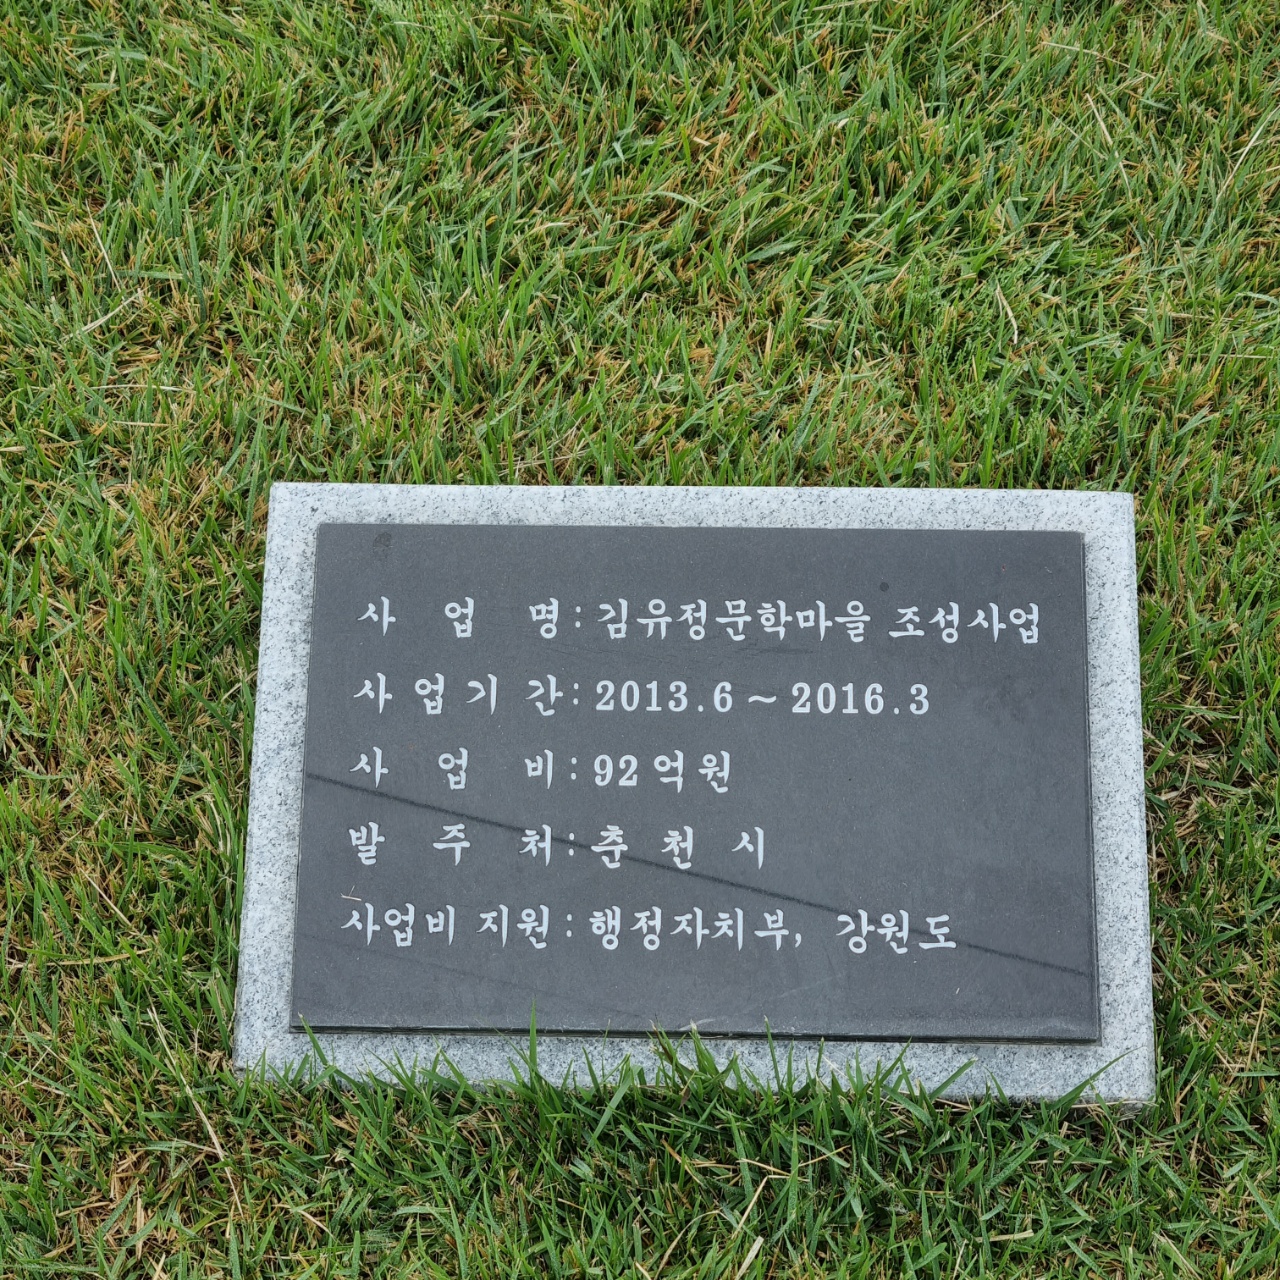 사 업 명 : 김유정문학마을 조성사업
사 업 기 간 : 2013.6 ~ 2016.3
사 업 비 : 92 억원
발 주 처 : 춘 천 시
사업비 지원 : 행정자치부, 강원도